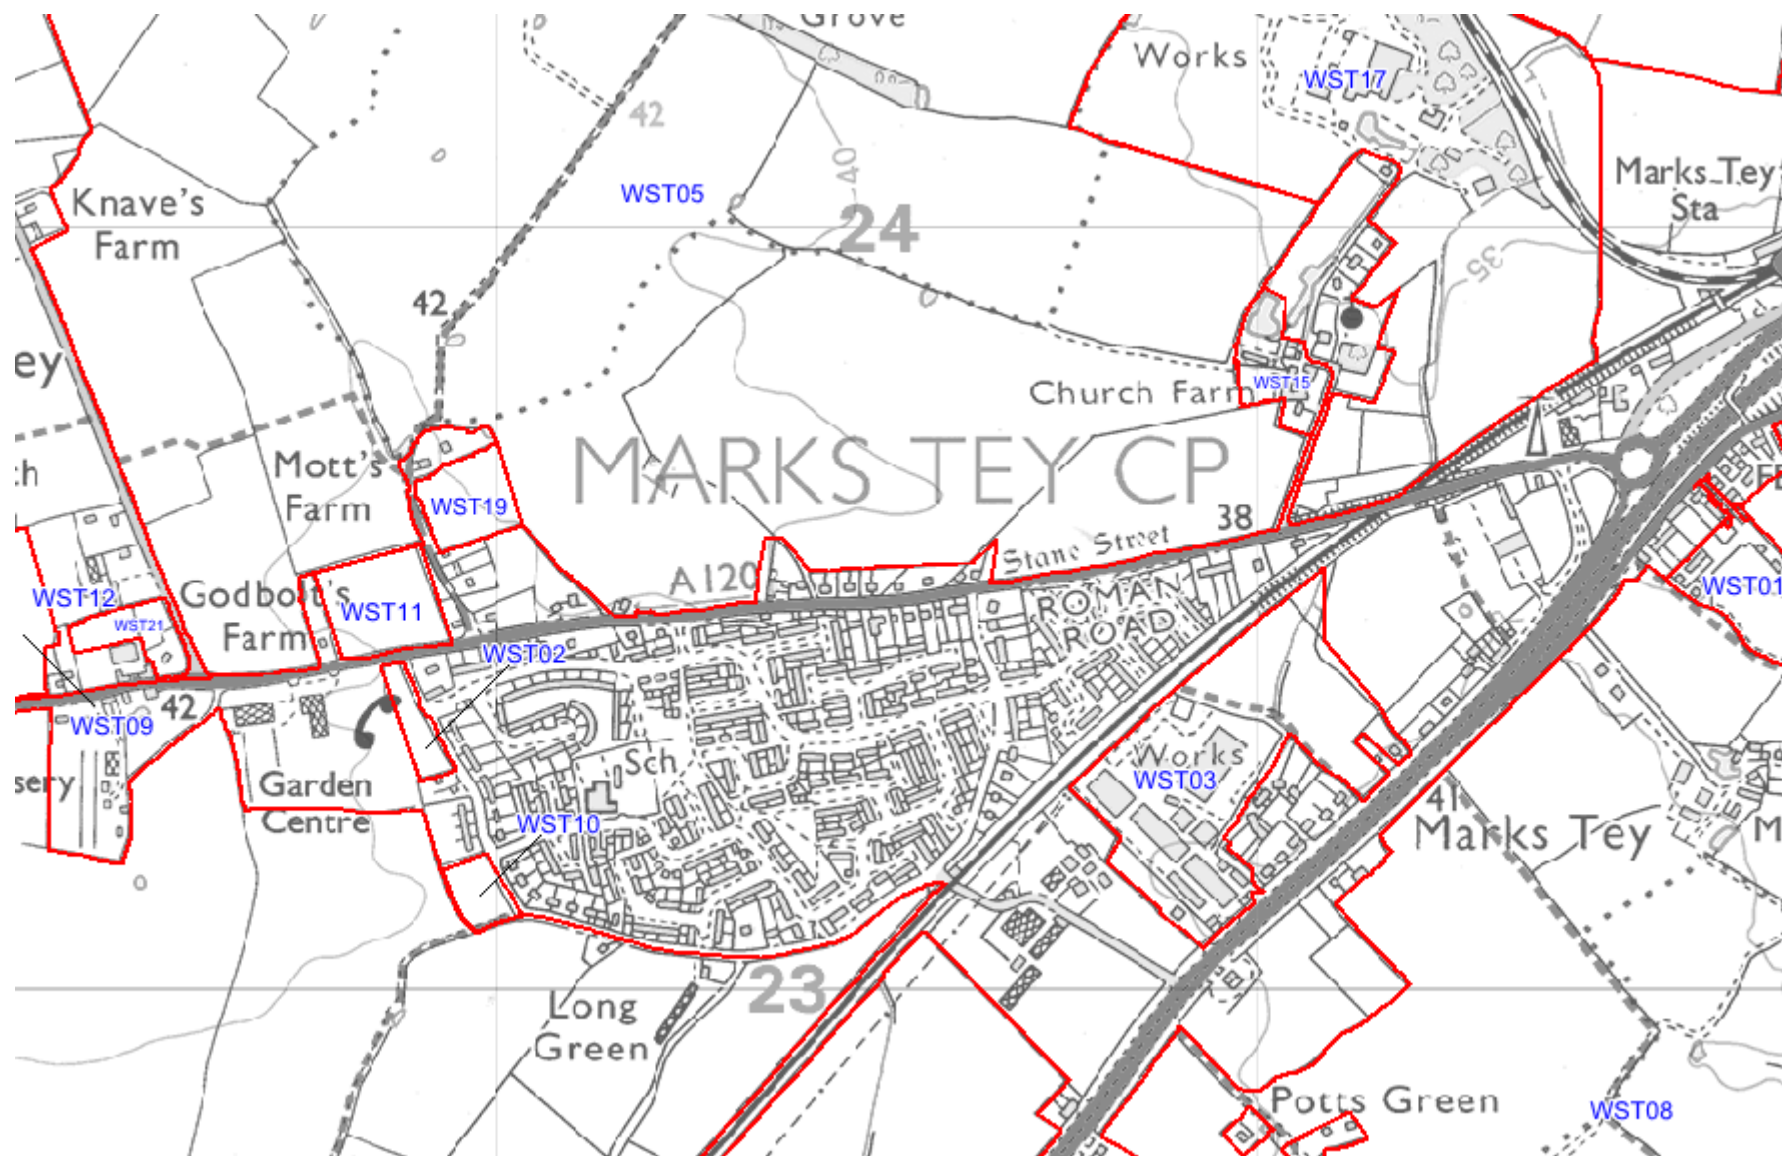 Grove
Works
WST17
42
40
Marks Tey
Sta
WST05
Knave's
Farm
24
35
42
ey
Church Farm
WST15
MARKS TEY CP
Mott's
Farm
ch
WST19
38
Stane Street
A120
WST12
Godbolt's
Farm
WST11
WST21
ROMAN
ROAD
WST01
WST02
42
WST09
Sch
Works
WST03
sery
Garden
Centre
WST10
41
Marks Tey
M
23
Long
Green
Potts Green
WST08